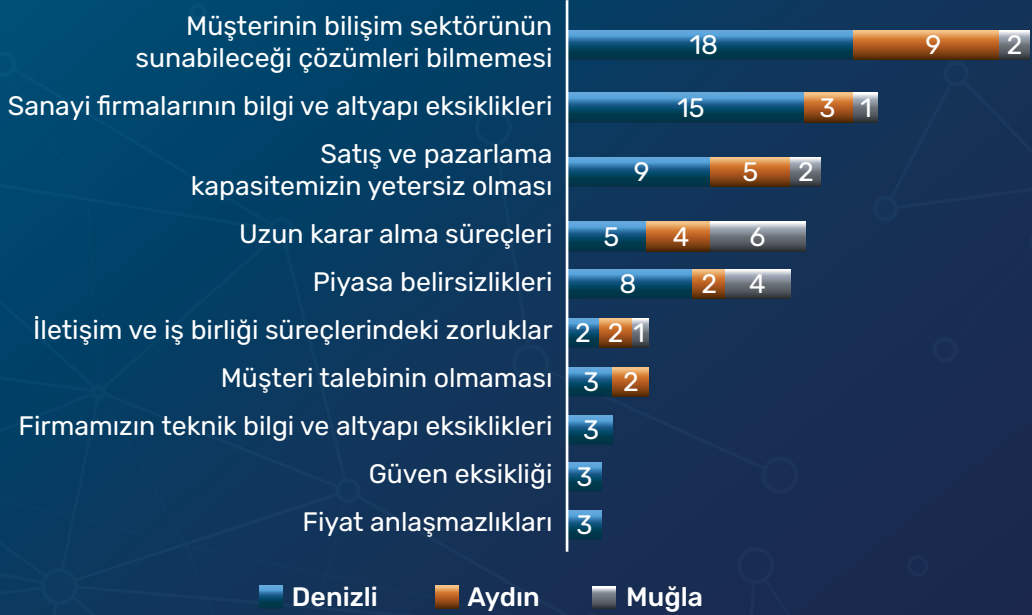 Müşterinin bilişim sektörünün
sunabileceği çözümleri bilmemesi
18 9 2
Sanayi firmalarının bilgi ve altyapı eksiklikleri
15 3 1
Satış ve pazarlama
kapasitemizin yetersiz olması
9 5 2
Uzun karar alma süreçleri
5 4 6
Piyasa belirsizlikleri
8 2 4
İletişim ve iş birliği süreçlerindeki zorluklar
2 2 1
Müşteri talebinin olmaması
3 2
Firmamızın teknik bilgi ve altyapı eksiklikleri
3
Güven eksikliği
3
Fiyat anlaşmazlıkları
3
Denizli Aydın Muğla